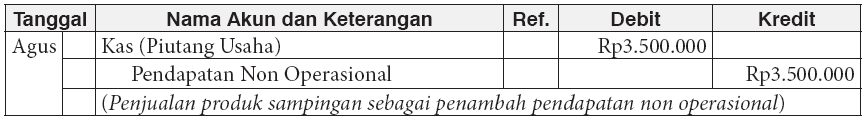 Tanggal Nama Akun dan Keterangan Ref. Debit Kredit
Agus Kas (Piutang Usaha) Rp3.500.000
Pendapatan Non Operasional Rp3.500.000
(Penjualan produk sampingan sebagai penambah pendapatan non operasional)